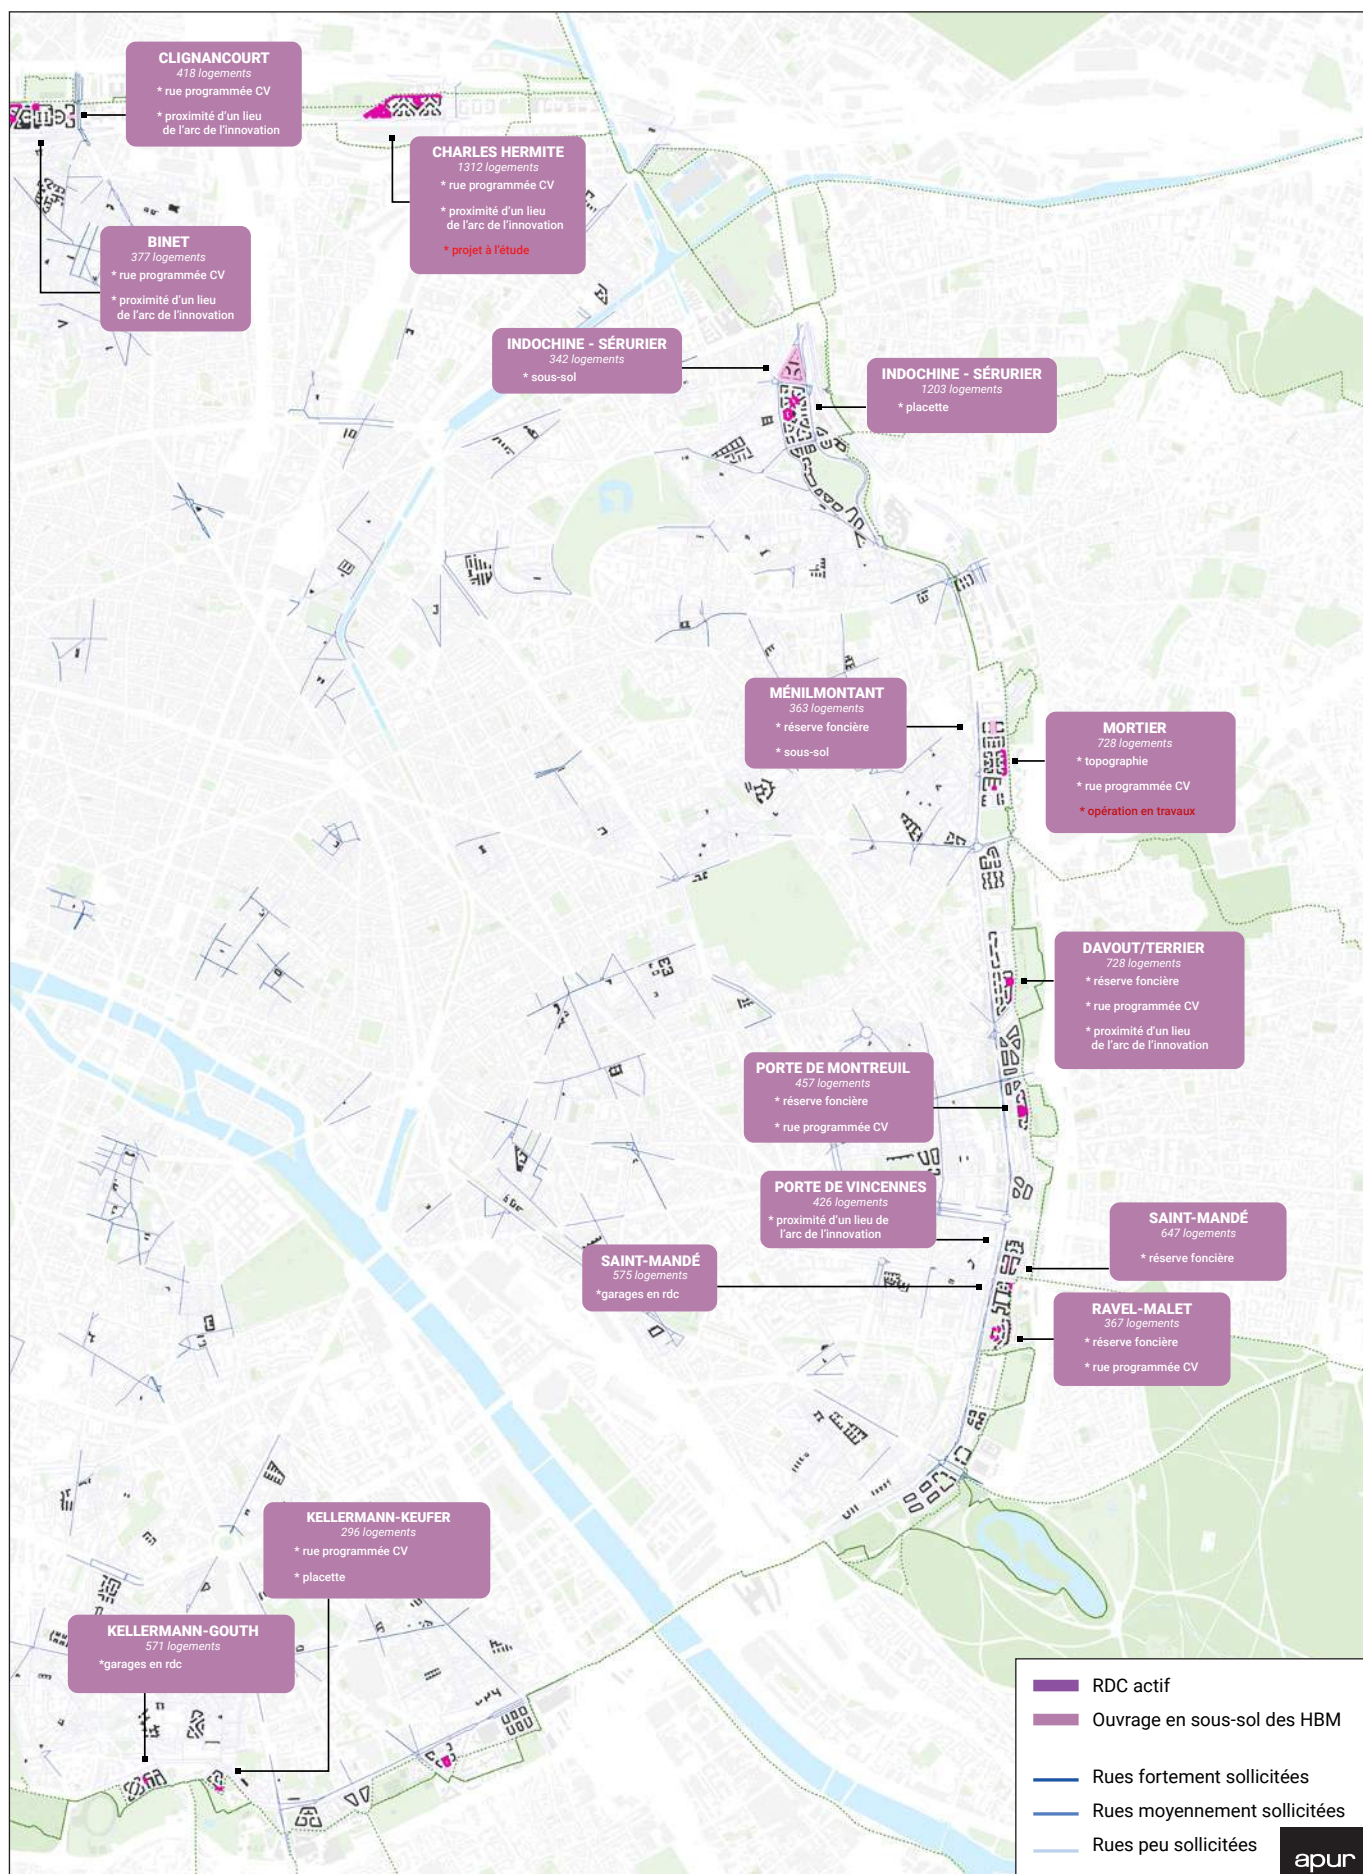 CLIGNANCOURT
418 logements
* rue programmée CV
* proximité d'un lieu
de l'arc de l'innovation
CHARLES HERMITE
1312 logements
* rue programmée CV
* proximité d'un lieu
de l'arc de l'innovation
* projet à l'étude
BINET
377 logements
* rue programmée CV
* proximité d'un lieu
de l'arc de l'innovation
INDOCHINE - SÉRURIER
342 logements
* sous-sol
INDOCHINE - SÉRURIER
1203 logements
* placette
MÉNILMONTANT
363 logements
* réserve foncière
* sous-sol
MORTIER
728 logements
* topographie
* rue programmée CV
* opération en travaux
DAVOUT/TERRIER
728 logements
* réserve foncière
* rue programmée CV
* proximité d'un lieu
de l'arc de l'innovation
PORTE DE MONTREUIL
457 logements
* réserve foncière
* rue programmée CV
PORTE DE VINCENNES
426 logements
* proximité d'un lieu de
l'arc de l'innovation
SAINT-MANDÉ
647 logements
* réserve foncière
SAINT-MANDÉ
575 logements
*garages en rdc
RAVEL-MALET
367 logements
* réserve foncière
* rue programmée CV
KELLERMANN-KEUFER
296 logements
* rue programmée CV
* placette
KELLERMANN-GOUTH
571 logements
*garages en rdc
RDC actif
Ouvrage en sous-sol des HBM
Rues fortement sollicitées
Rues moyennement sollicitées
Rues peu sollicitées
apur